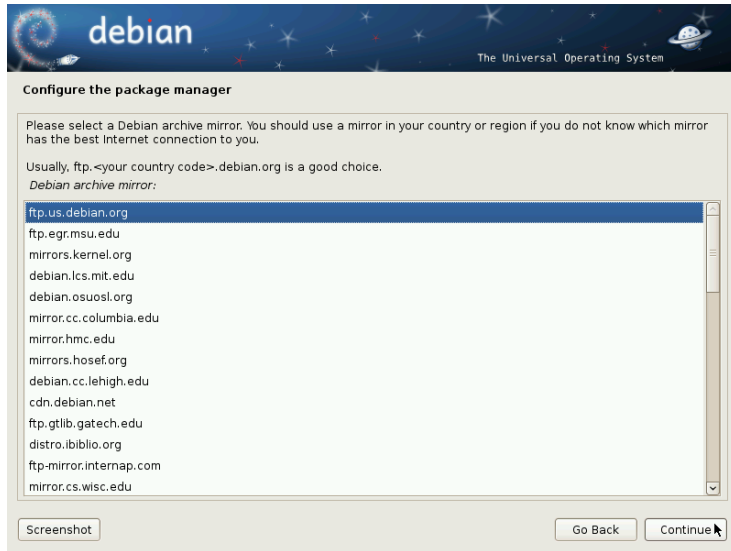 debian
The Universal Operating System
Configure the package manager
Please select a Debian archive mirror. You should use a mirror in your country or region if you do not know which mirror
has the best Internet connection to you.
Usually, ftp.<your country code>.debian.org is a good choice.
Debian archive mirror:
ftp.us.debian.org
ftp.egr.msu.edu
mirrors.kernel.org
debian.lcs.mit.edu
debian.osuosl.org
mirror.cc.columbia.edu
mirror.hmc.edu
mirrors.hosef.org
debian.cc.lehigh.edu
cdn.debian.net
ftp.gtlib.gatech.edu
distro.ibiblio.org
ftp-mirror.internap.com
mirror.cs.wisc.edu
Screenshot
Go Back
Continue